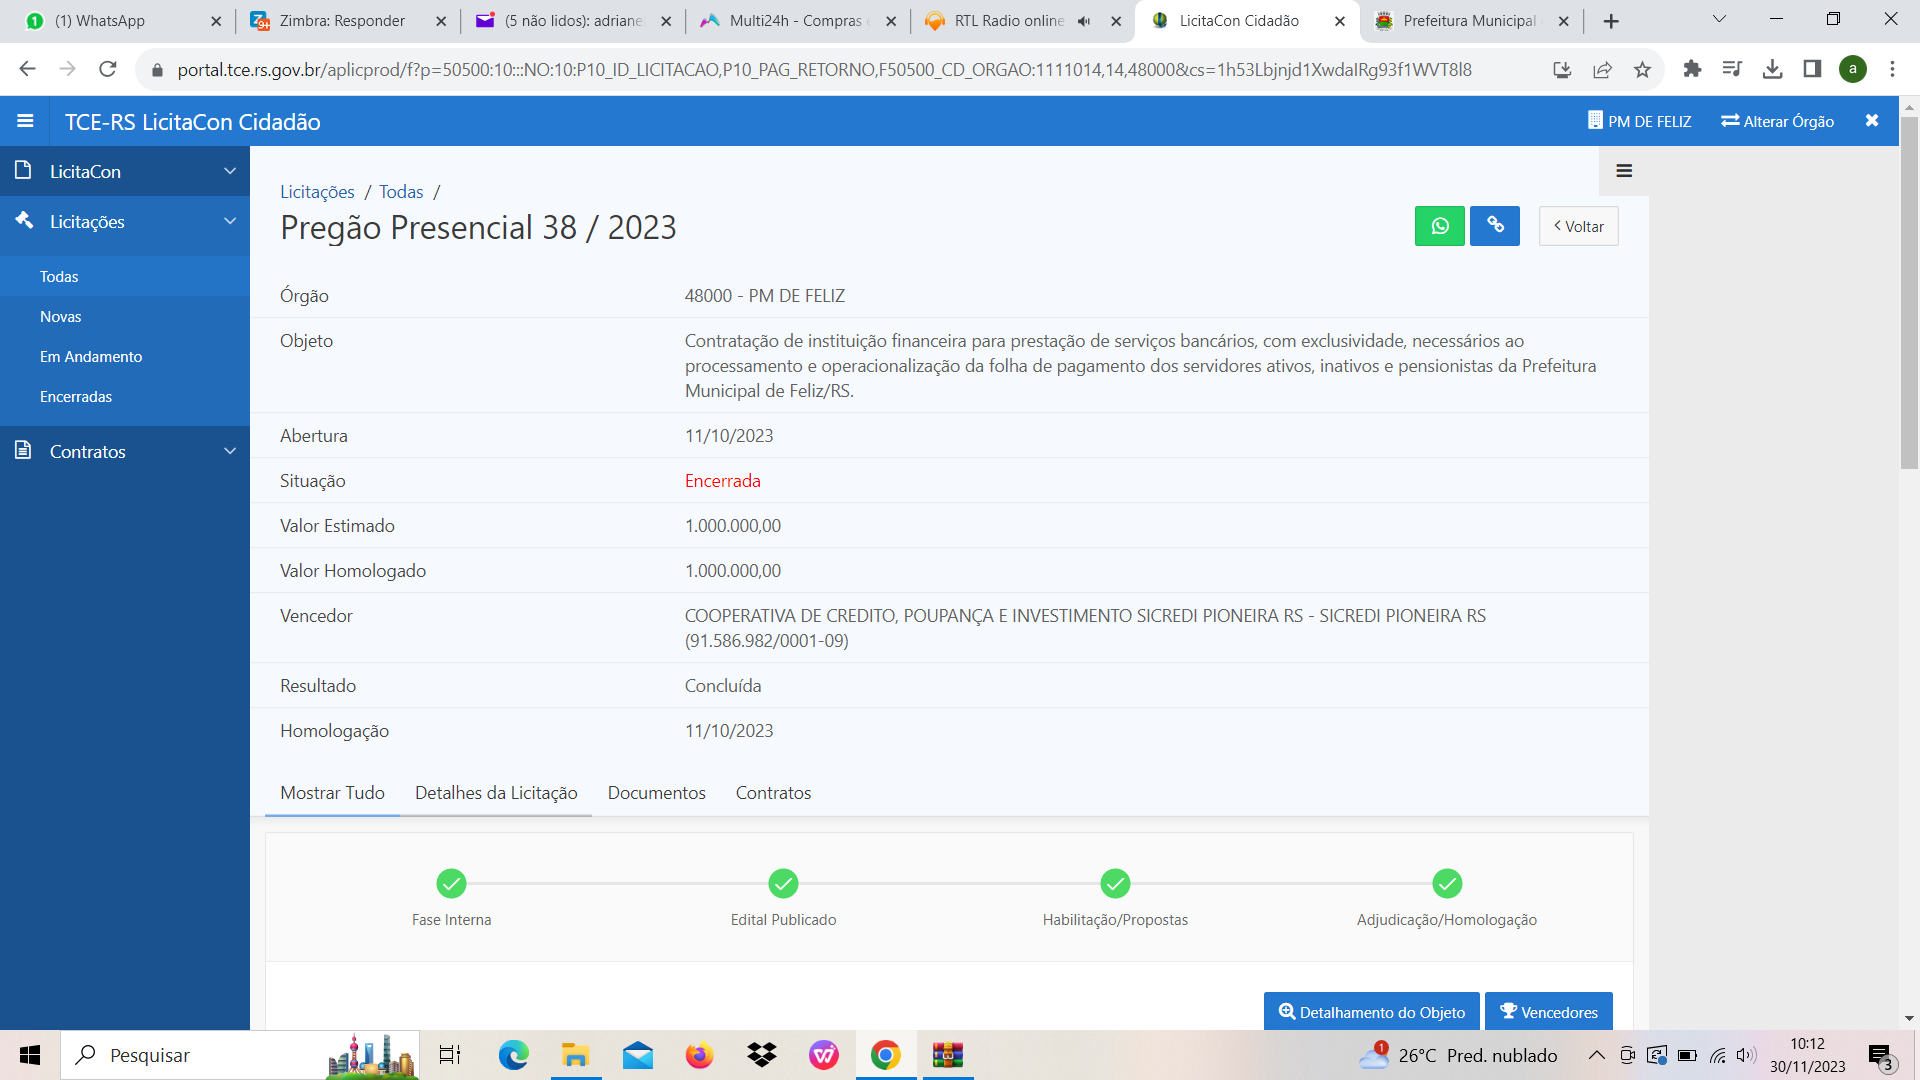 (1) WhatsApp
Zimbra: Responder
(5 não lidos): adriane
Multi24h - Compras e
RTL Radio online
LicitaCon Cidadão
Prefeitura Municipal
portal.tce.rs.gov.br/aplicprod/f?p=50500:10:::NO:10:P10_ID_LICITACAO,P10_PAG_RETORNO,F50500_CD_ORGAO:1111014,14,48000&cs=1h53Lbjnjd1XwdaIRg93f1WVT8l8
a
TCE-RS LicitaCon Cidadão
PM DE FELIZ
Alterar Órgão
LicitaCon
Licitações
Todas
Novas
Em Andamento
Encerradas
Contratos
Licitações / Todas /
Pregão Presencial 38 / 2023
Voltar
Órgão
48000 - PM DE FELIZ
Objeto
Contratação de instituição financeira para prestação de serviços bancários, com exclusividade, necessários ao
processamento e operacionalização da folha de pagamento dos servidores ativos, inativos e pensionistas da Prefeitura
Municipal de Feliz/RS.
Abertura
11/10/2023
Situação
Encerrada
Valor Estimado
1.000.000,00
Valor Homologado
1.000.000,00
Vencedor
COOPERATIVA DE CREDITO, POUPANÇA E INVESTIMENTO SICREDI PIONEIRA RS - SICREDI PIONEIRA RS
(91.586.982/0001-09)
Resultado
Concluída
Homologação
11/10/2023
Mostrar Tudo
Detalhes da Licitação
Documentos
Contratos
Fase Interna
Edital Publicado
Habilitação/Propostas
Adjudicação/Homologação
Detalhamento do Objeto
Vencedores
Pesquisar
1
26°C Pred. nublado
10:12
30/11/2023
3